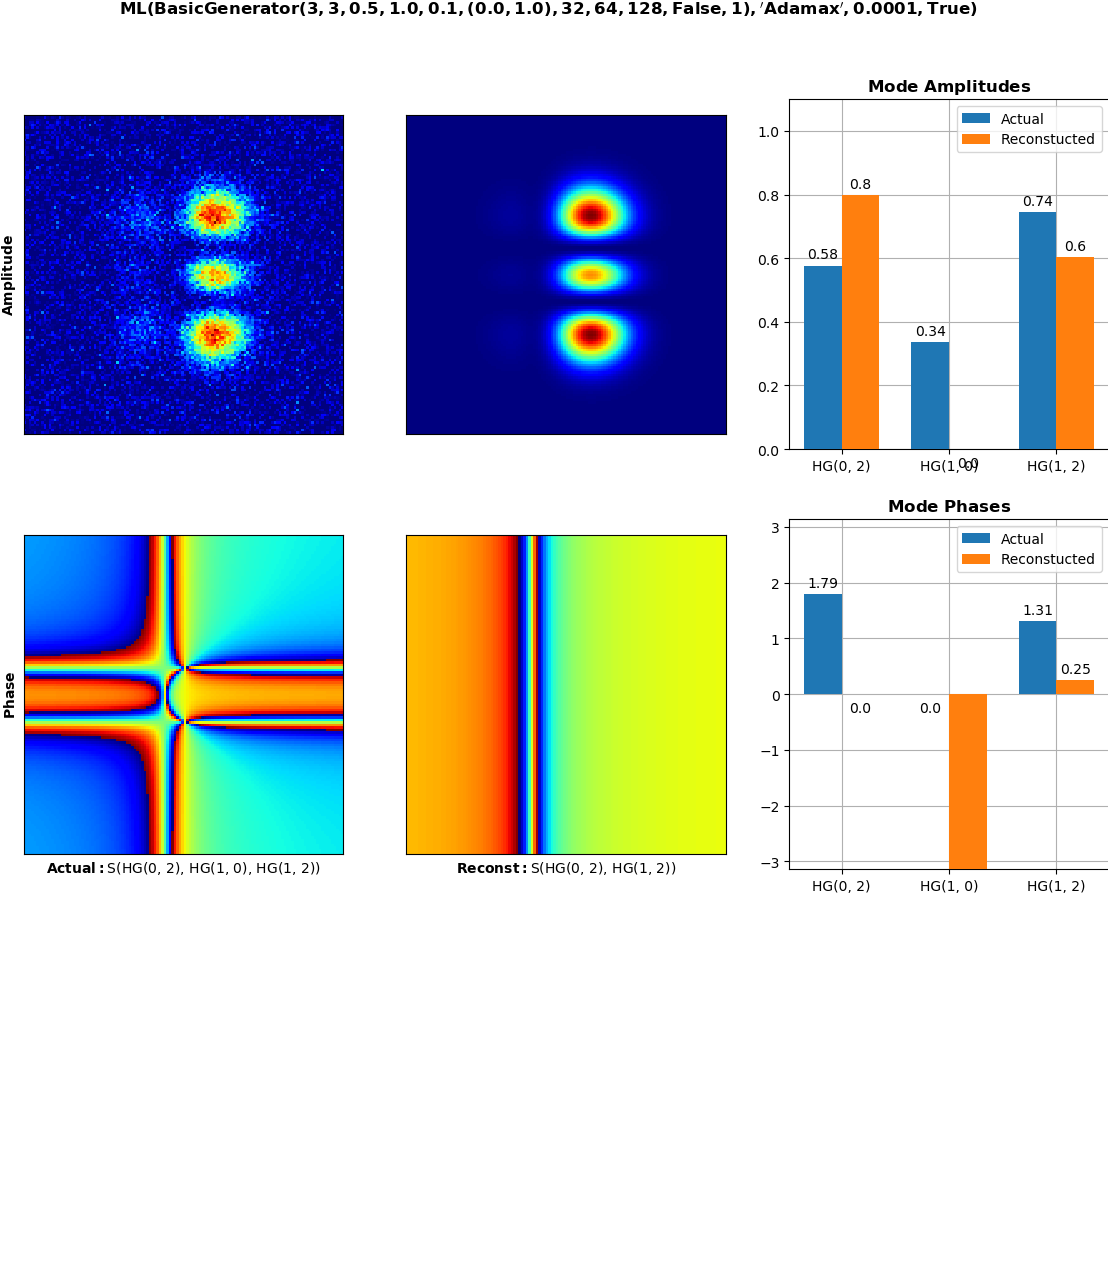 ML(BasicGenerator(3, 3, 0.5, 1.0, 0.1, (0.0, 1.0), 32, 64, 128, False, 1), 'Adamax', 0.0001, True)
Amplitude
Mode Amplitudes
Actual
Reconstucted
1.0
0.8
0.6
0.4
0.2
0.0
0.58
0.8
0.34
0.0
0.74
0.6
HG(0, 2)
HG(1, 0)
HG(1, 2)
Phase
Actual: S(HG(0, 2), HG(1, 0), HG(1, 2))
Reconst: S(HG(0, 2), HG(1, 2))
Mode Phases
Actual
Reconstucted
3
2
1
0
−1
−2
−3
1.79
0.0
0.0
1.31
0.25
HG(0, 2)
HG(1, 0)
HG(1, 2)